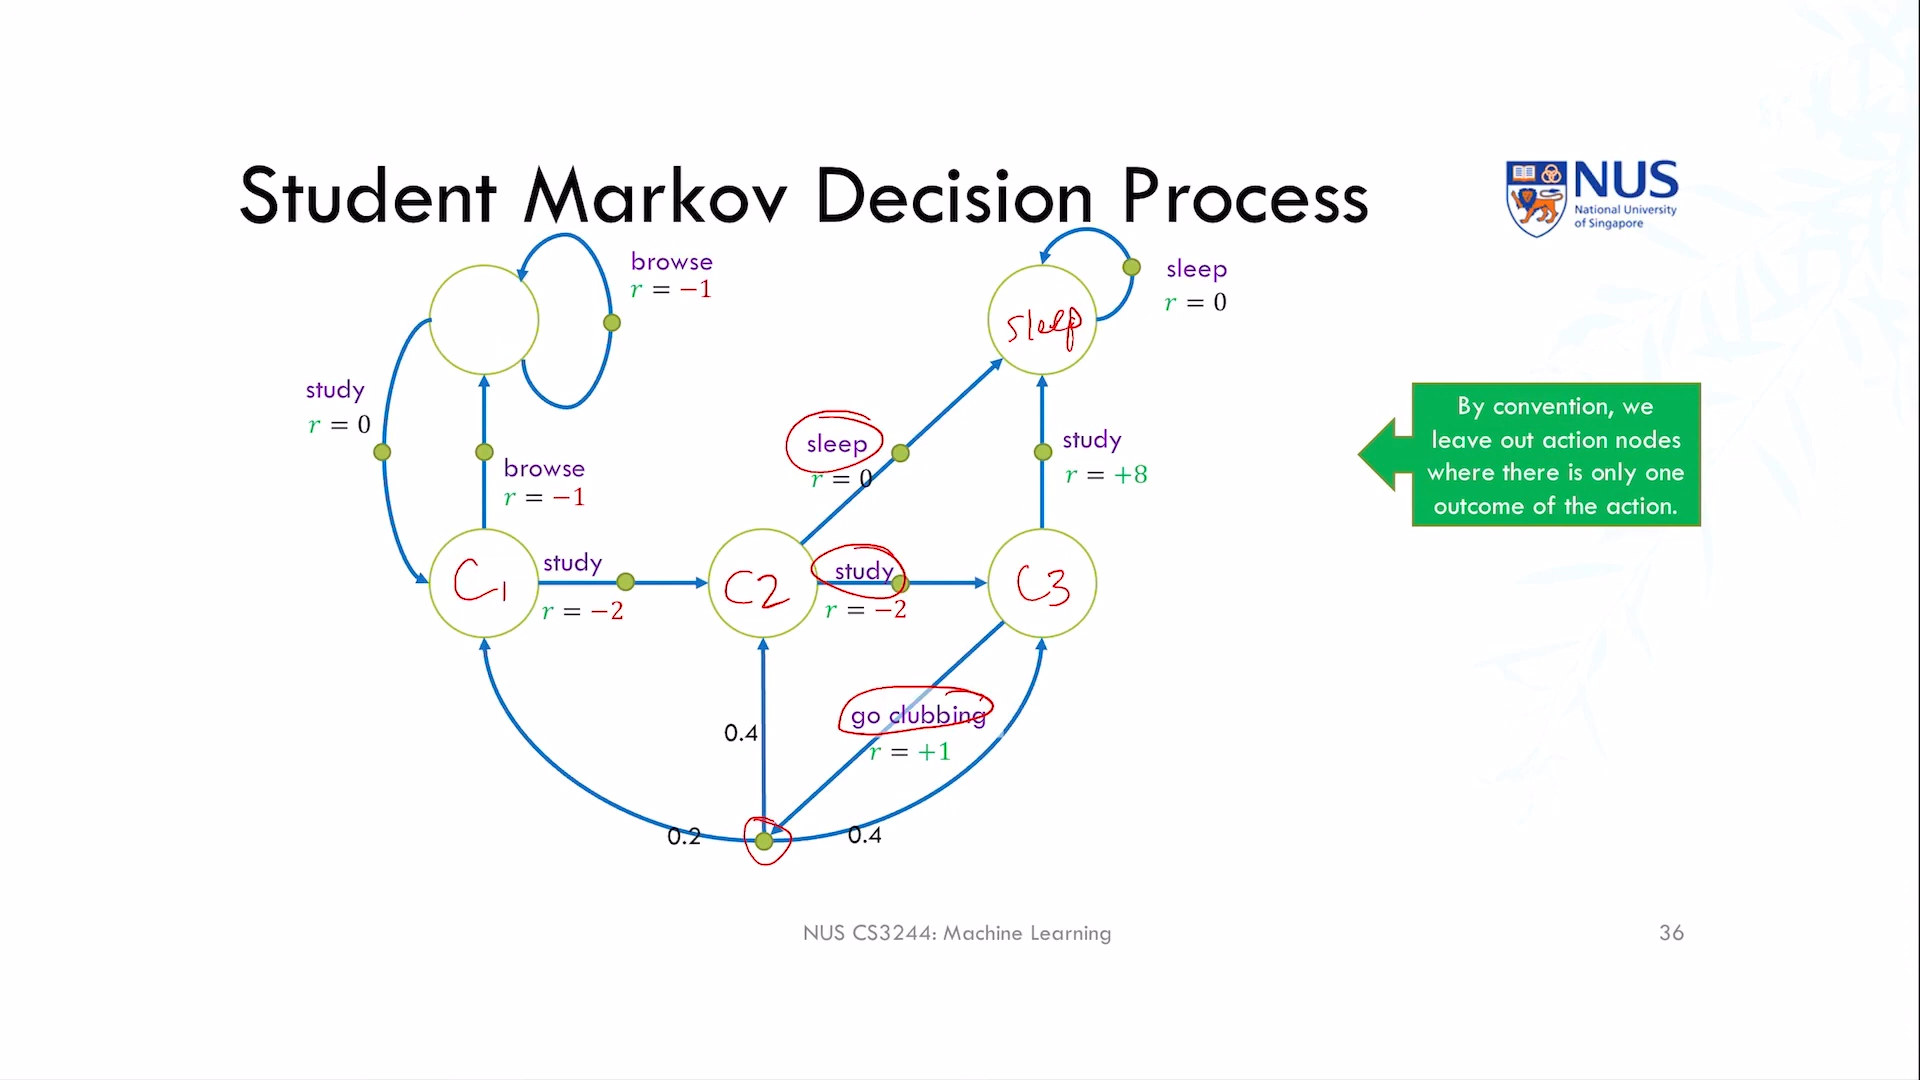 Student Markov Decision Process
NUS
National University
of Singapore
browse
r = −1
sleep
r = 0
sleep
study
r = 0
By convention, we
leave out action nodes
where there is only one
outcome of the action.
sleep
r = 0
study
r = +8
browse
r = −1
C1
study
r = −2
C2
study
r = −2
C3
go clubbing
r = +1
0.4
0.2
0.4
NUS CS3244: Machine Learning
36